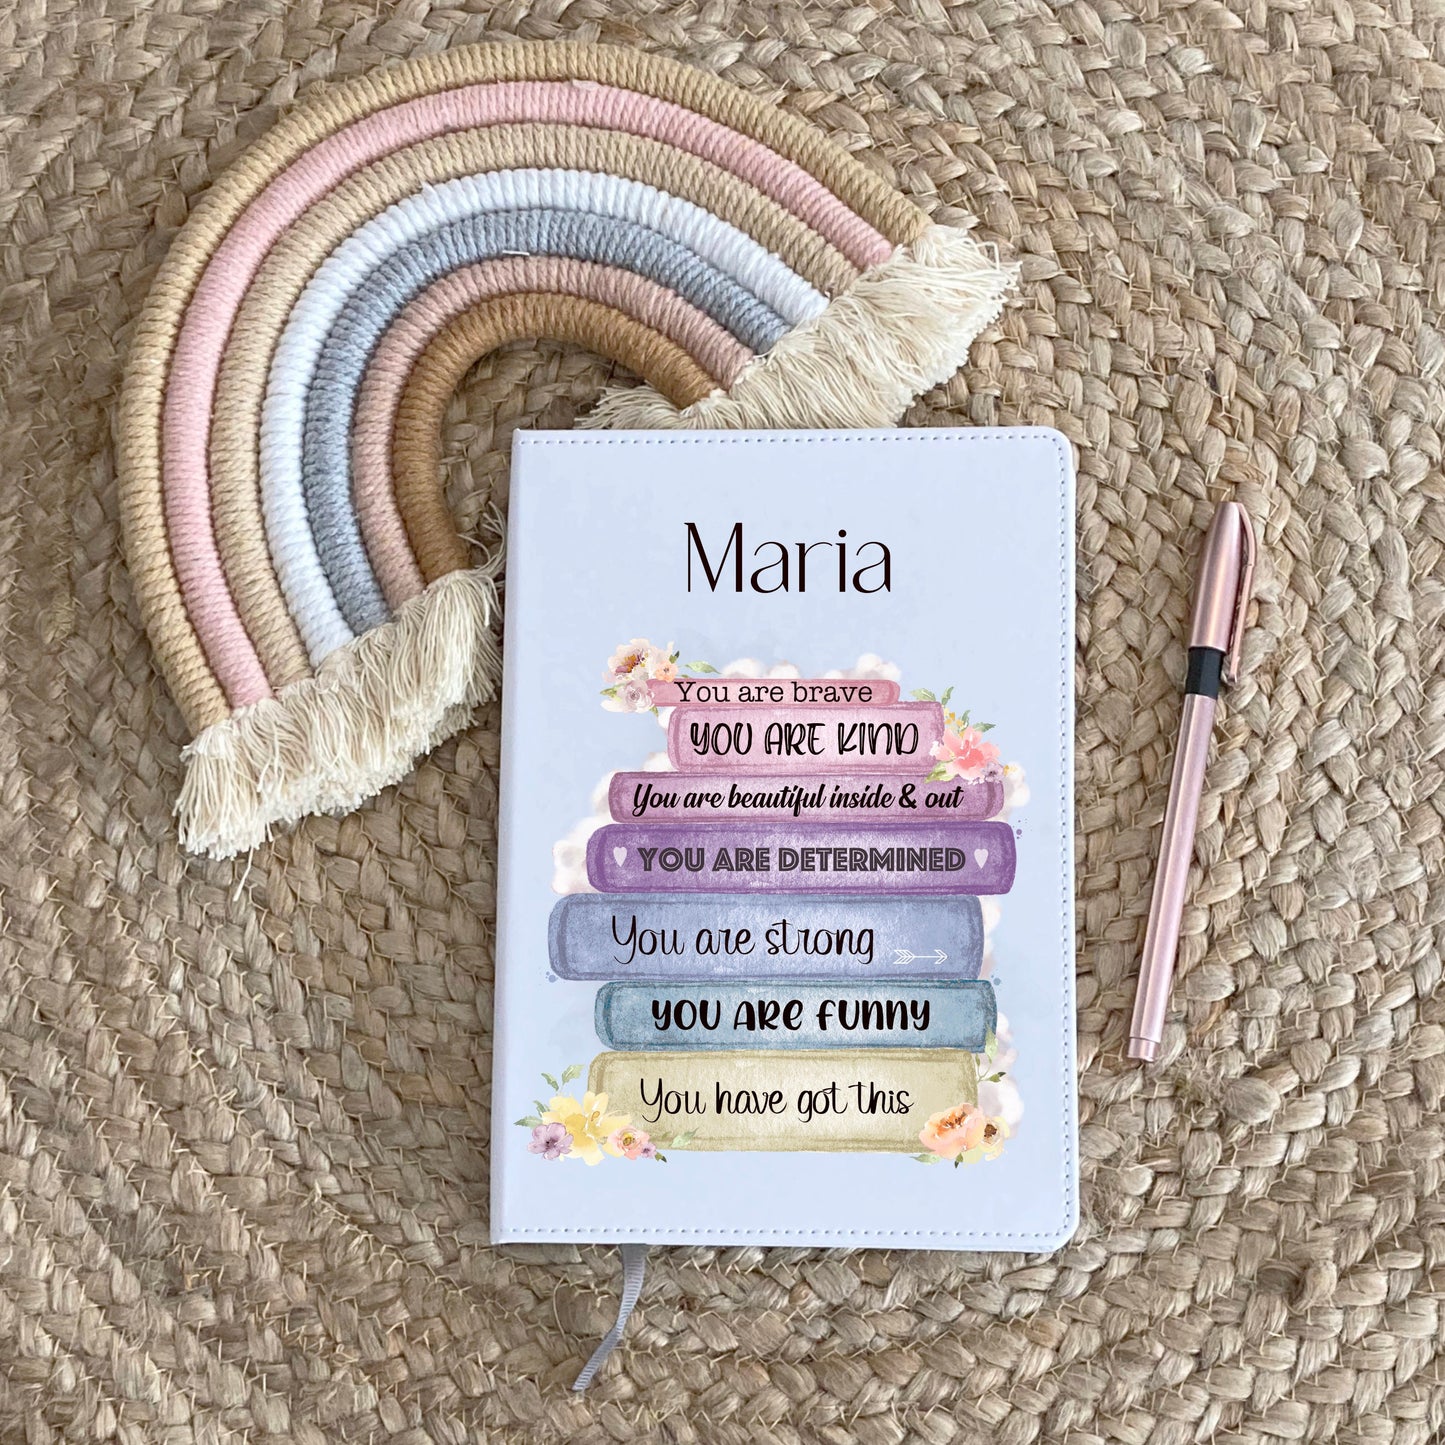 Maria
You are brave
YOU ARE KIND
You are beautiful inside & out
YOU ARE DETERMINED
You are strong
YOU ARE FUNNY
You have got this